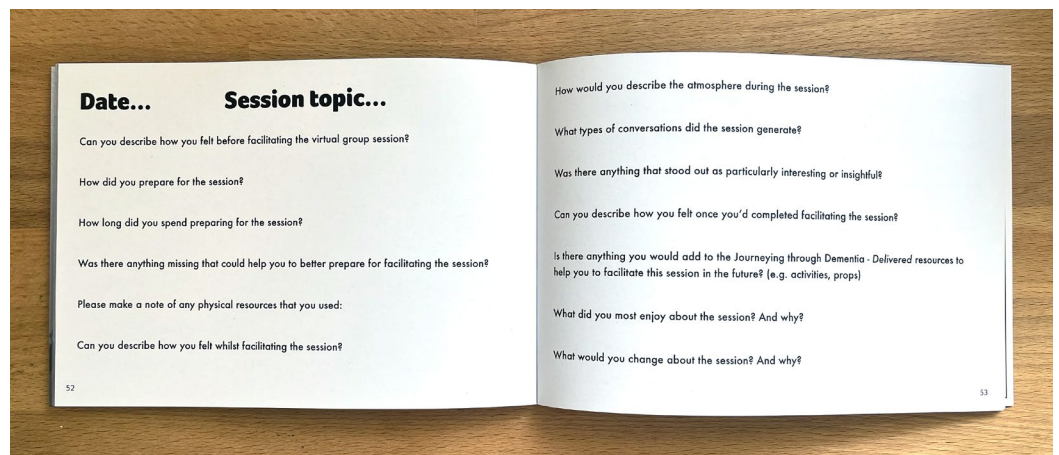 Date... Session topic...
Can you describe how you felt before facilitating the virtual group session?
How did you prepare for the session?
How long did you spend preparing for the session?
Was there anything missing that could help you to better prepare for facilitating the session?
Please make a note of any physical resources that you used:
Can you describe how you felt whilst facilitating the session?
52
How would you describe the atmosphere during the session?
What types of conversations did the session generate?
Was there anything that stood out as particularly interesting or insightful?
Can you describe how you felt once you'd completed facilitating the session?
Is there anything you would add to the Journeying through Dementia - Delivered resources to
help you to facilitate this session in the future? (e.g. activities, props)
What did you most enjoy about the session? And why?
What would you change about the session? And why?
53